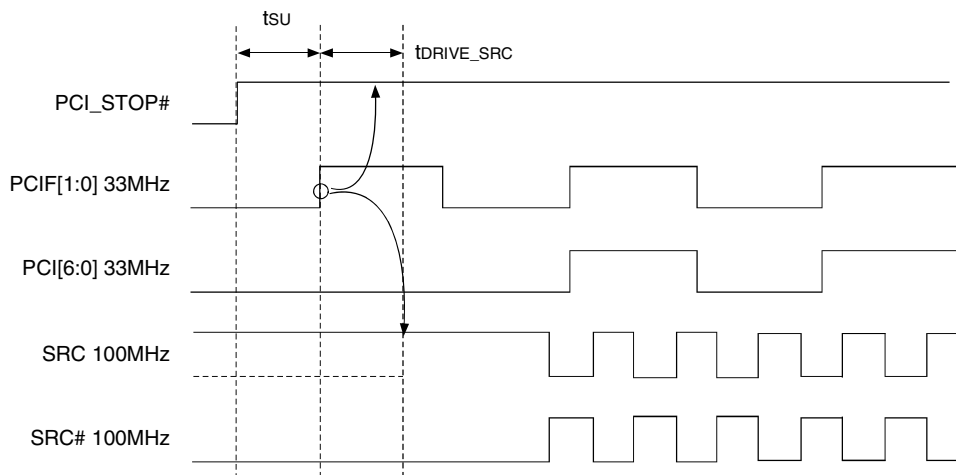 tSU
tDRIVE_SRC
PCI_STOP#
PCIF[1:0] 33MHz
PCI[6:0] 33MHz
SRC 100MHz
SRC# 100MHz